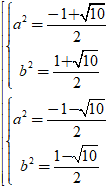 a² = (-1+√10)/2
b² = (1+√10)/2
a² = (-1-√10)/2
b² = (1-√10)/2